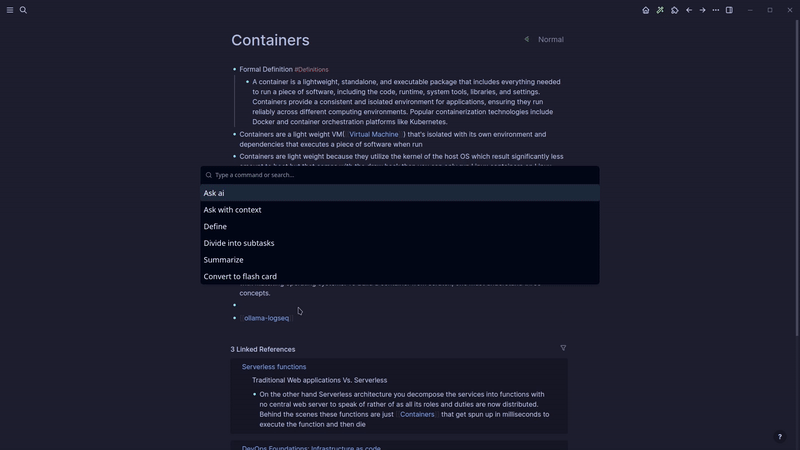 Containers
Normal
Formal Definition #Definitions
A container is a lightweight, standalone, and executable package that includes everything needed
to run a piece of software, including the code, runtime, system tools, libraries, and settings.
Containers provide a consistent and isolated environment for applications, ensuring they run
reliably across different computing environments. Popular containerization technologies include
Docker and container orchestration platforms like Kubernetes.
Containers are a light weight VM( Virtual Machine ) that's isolated with its own environment and
dependencies that executes a piece of software when run
Containers are light weight because they utilize the kernel of the host OS which result significantly less
Type a command or search...
Ask ai
Ask with context
Define
Divide into subtasks
Summarize
Convert to flash card
concepts.
ollama-logseq
3 Linked References
Serverless functions
Traditional Web applications Vs. Serverless
On the other hand Serverless architecture you decompose the services into functions with
no central web server to speak of rather of as all its roles and duties are now distributed.
Behind the scenes these functions are just Containers that get spun up in milliseconds to
execute the function and then die
DevOps Foundations: Infrastructure as code
?